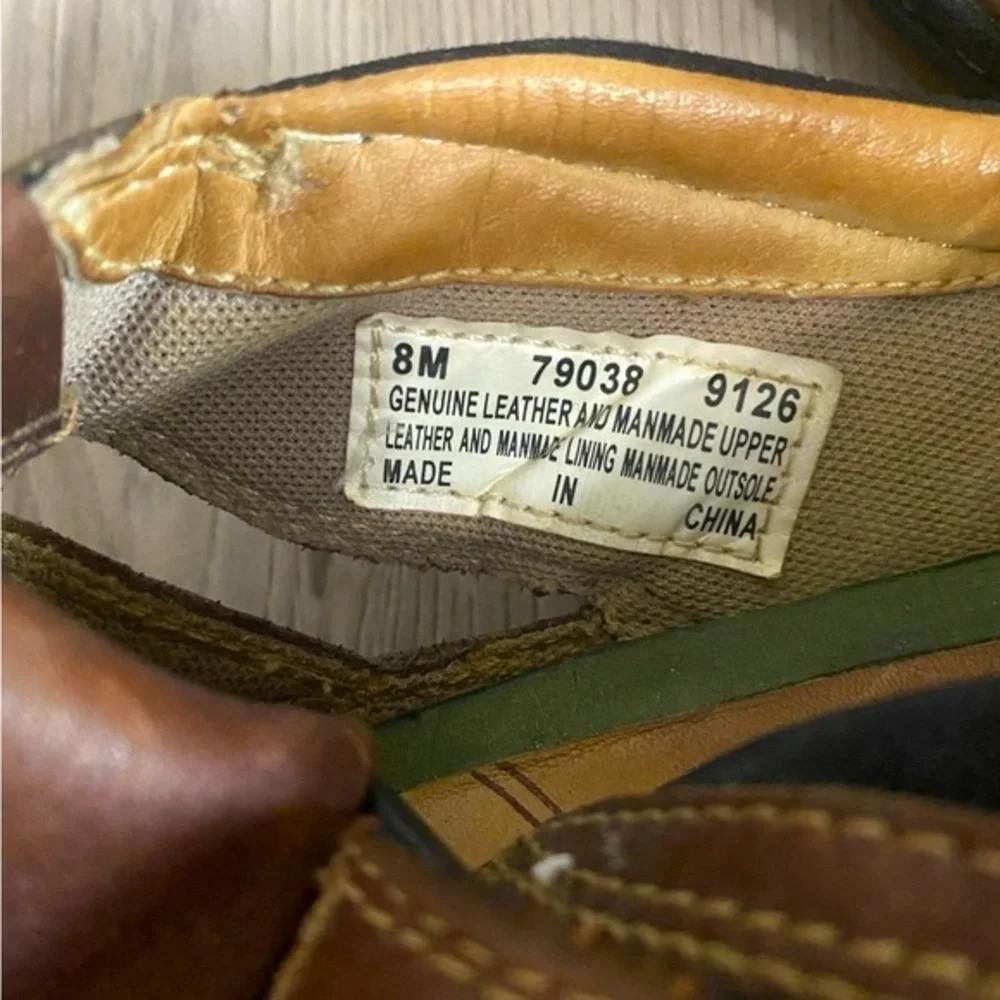 8M 79038 9126
GENUINE LEATHER AND MANMADE UPPER
LEATHER AND MANMADE LINING MANMADE OUTSOLE
MADE IN CHINA